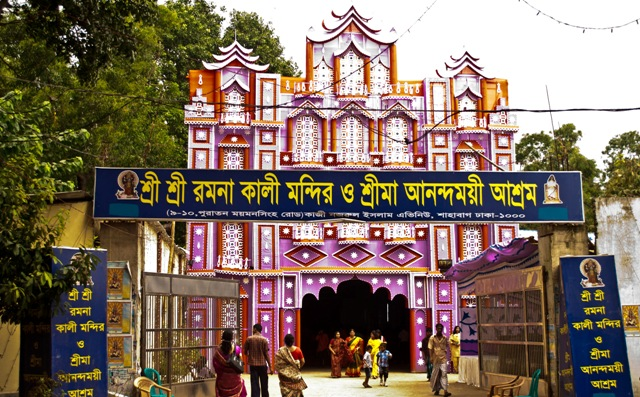 শ্রী শ্রী রমনা কালী মন্দির ও শ্রীমা আনন্দময়ী আশ্রম
(৯-১০, পুরাতন ময়মনসিংহ রোড) কাজী নজরুল ইসলাম এভিনিউ, শাহাবাগ ঢাকা-১০০০
শ্রী শ্রী
রমনা
কালী মন্দির
ও
শ্রীমা
আনন্দময়ী
আশ্রম
শ্রী শ্রী
রমনা
কালী মন্দির
ও
শ্রীমা
আনন্দময়ী
আশ্রম